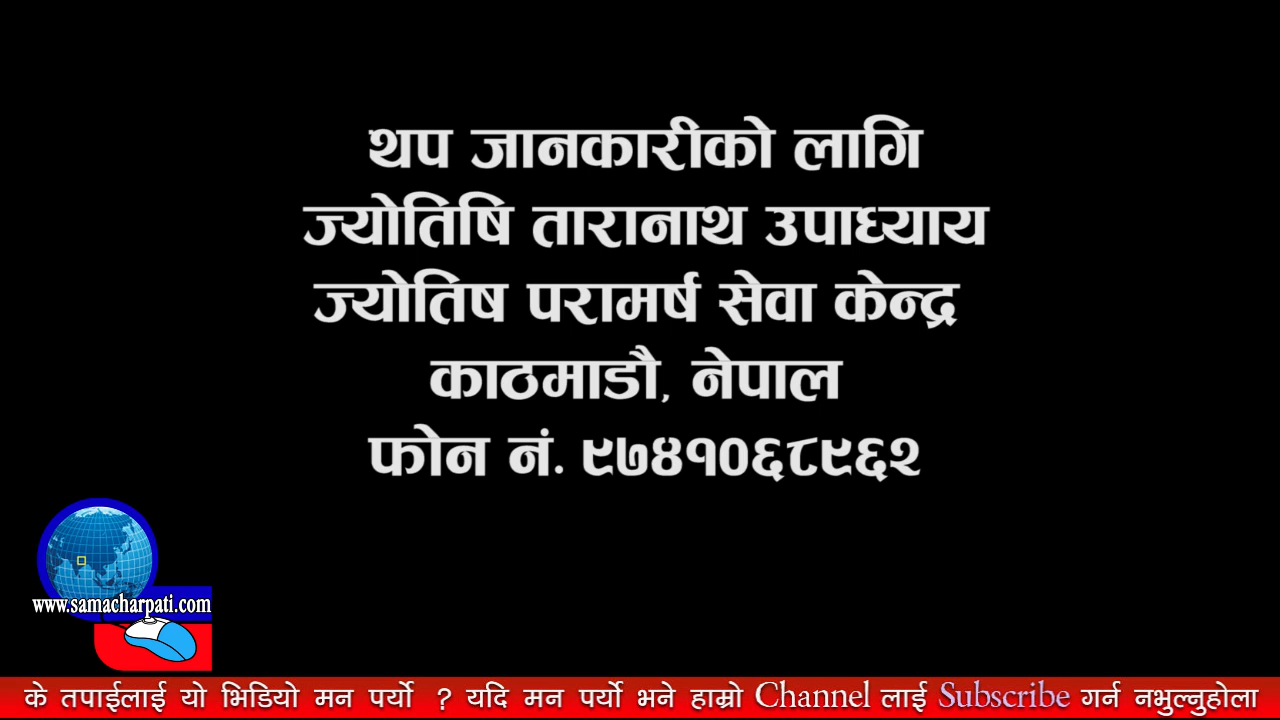 थप जानकारीको लागि
ज्योतिषि तारानाथ उपाध्याय
ज्योतिष परामर्ष सेवा केन्द्र
काठमाडौ, नेपाल
फोन नं. ९७४१०६८९६२
www.samacharpati.com
के तपाईलाई यो भिडियो मन पर्यो ? यदि मन पर्यो भने हाम्रो Channel लाई Subscribe गर्न नभुल्नुहोला